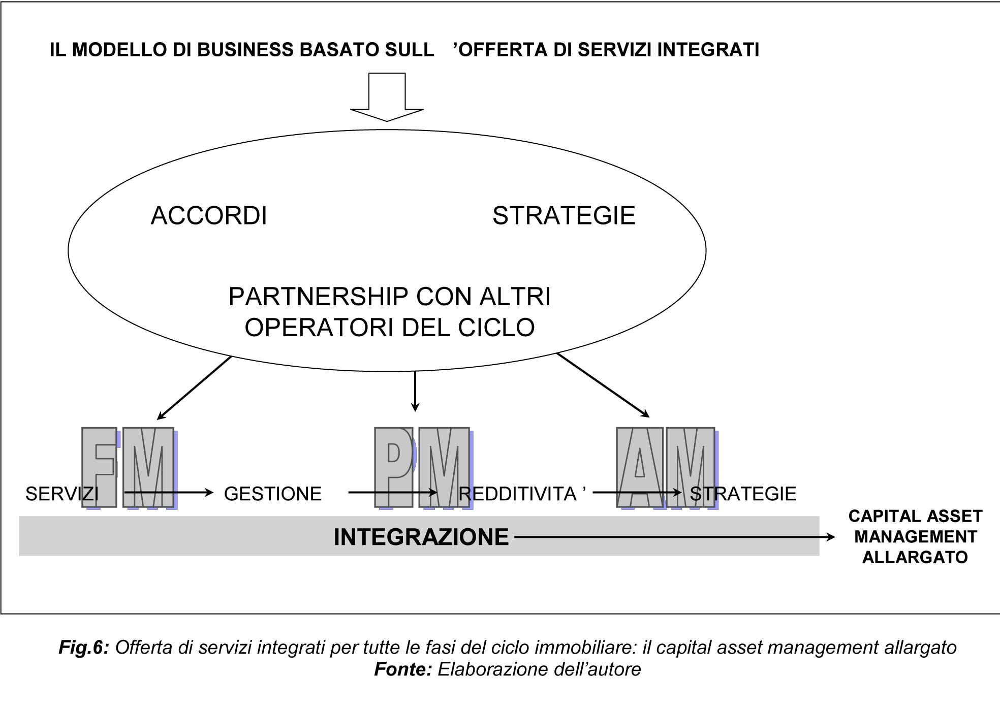 IL MODELLO DI BUSINESS BASATO SULL ’OFFERTA DI SERVIZI INTEGRATI
ACCORDI STRATEGIE
PARTNERSHIP CON ALTRI
OPERATORI DEL CICLO
FM PM AM
SERVIZI GESTIONE REDDITIVITA ’ STRATEGIE
INTEGRAZIONE
CAPITAL ASSET
MANAGEMENT
ALLARGATO
Fig.6: Offerta di servizi integrati per tutte le fasi del ciclo immobiliare: il capital asset management allargato
Fonte: Elaborazione dell’autore